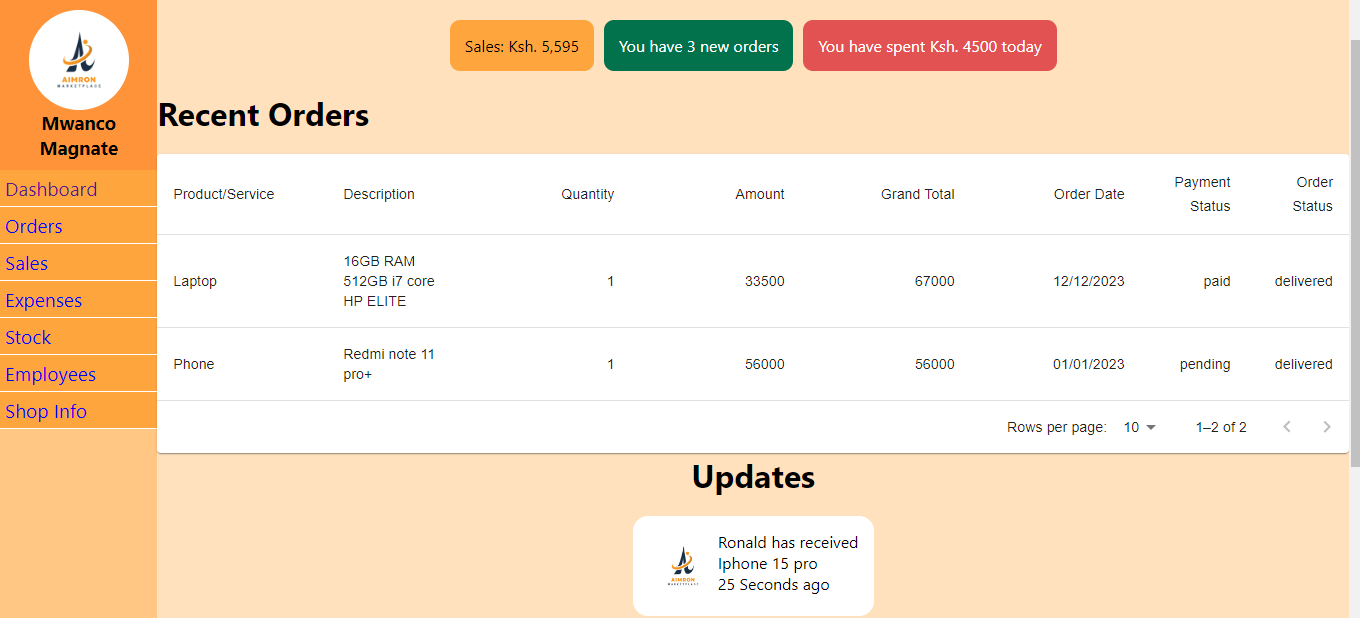 AIMRON
MARKETPLACE
Mwanco
Magnate
Dashboard
Orders
Sales
Expenses
Stock
Employees
Shop Info
Sales: Ksh. 5,595
You have 3 new orders
You have spent Ksh. 4500 today
Recent Orders
Product/Service Description Quantity Amount Grand Total Order Date Payment Status Order Status
Laptop 16GB RAM 512GB i7 core HP ELITE 1 33500 67000 12/12/2023 paid delivered
Phone Redmi note 11 pro+ 1 56000 56000 01/01/2023 pending delivered
Rows per page: 10 1–2 of 2
Updates
AIMRON
MARKETPLACE
Ronald has received
Iphone 15 pro
25 Seconds ago